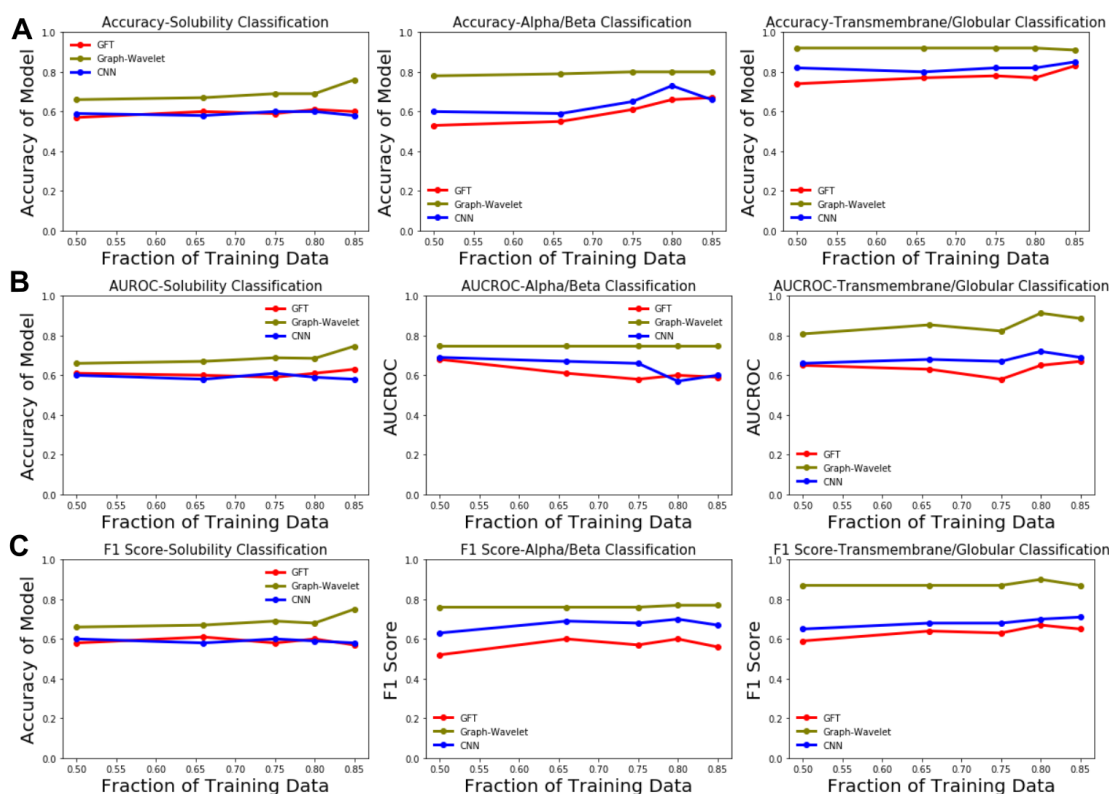 A
Accuracy-Solubility Classification
Accuracy of Model
1.0
0.8
0.6
0.4
0.2
0.0
GFT
Graph-Wavelet
CNN
0.50 0.55 0.60 0.65 0.70 0.75 0.80 0.85
Fraction of Training Data
Accuracy-Alpha/Beta Classification
Accuracy of Model
1.0
0.8
0.6
0.4
0.2
0.0
GFT
Graph-Wavelet
CNN
0.50 0.55 0.60 0.65 0.70 0.75 0.80 0.85
Fraction of Training Data
Accuracy-Transmembrane/Globular Classification
Accuracy of Model
1.0
0.8
0.6
0.4
0.2
0.0
GFT
Graph-Wavelet
CNN
0.50 0.55 0.60 0.65 0.70 0.75 0.80 0.85
Fraction of Training Data
B
AUROC-Solubility Classification
Accuracy of Model
1.0
0.8
0.6
0.4
0.2
0.0
GFT
Graph-Wavelet
CNN
0.50 0.55 0.60 0.65 0.70 0.75 0.80 0.85
Fraction of Training Data
AUCROC-Alpha/Beta Classification
AUCROC
1.0
0.8
0.6
0.4
0.2
0.0
GFT
Graph-Wavelet
CNN
0.50 0.55 0.60 0.65 0.70 0.75 0.80 0.85
Fraction of Training Data
AUCROC-Transmembrane/Globular Classification
AUCROC
1.0
0.8
0.6
0.4
0.2
0.0
GFT
Graph-Wavelet
CNN
0.50 0.55 0.60 0.65 0.70 0.75 0.80 0.85
Fraction of Training Data
C
F1 Score-Solubility Classification
Accuracy of Model
1.0
0.8
0.6
0.4
0.2
0.0
GFT
Graph-Wavelet
CNN
0.50 0.55 0.60 0.65 0.70 0.75 0.80 0.85
Fraction of Training Data
F1 Score-Alpha/Beta Classification
F1 Score
1.0
0.8
0.6
0.4
0.2
0.0
GFT
Graph-Wavelet
CNN
0.50 0.55 0.60 0.65 0.70 0.75 0.80 0.85
Fraction of Training Data
F1 Score-Transmembrane/Globular Classification
F1 Score
1.0
0.8
0.6
0.4
0.2
0.0
GFT
Graph-Wavelet
CNN
0.50 0.55 0.60 0.65 0.70 0.75 0.80 0.85
Fraction of Training Data